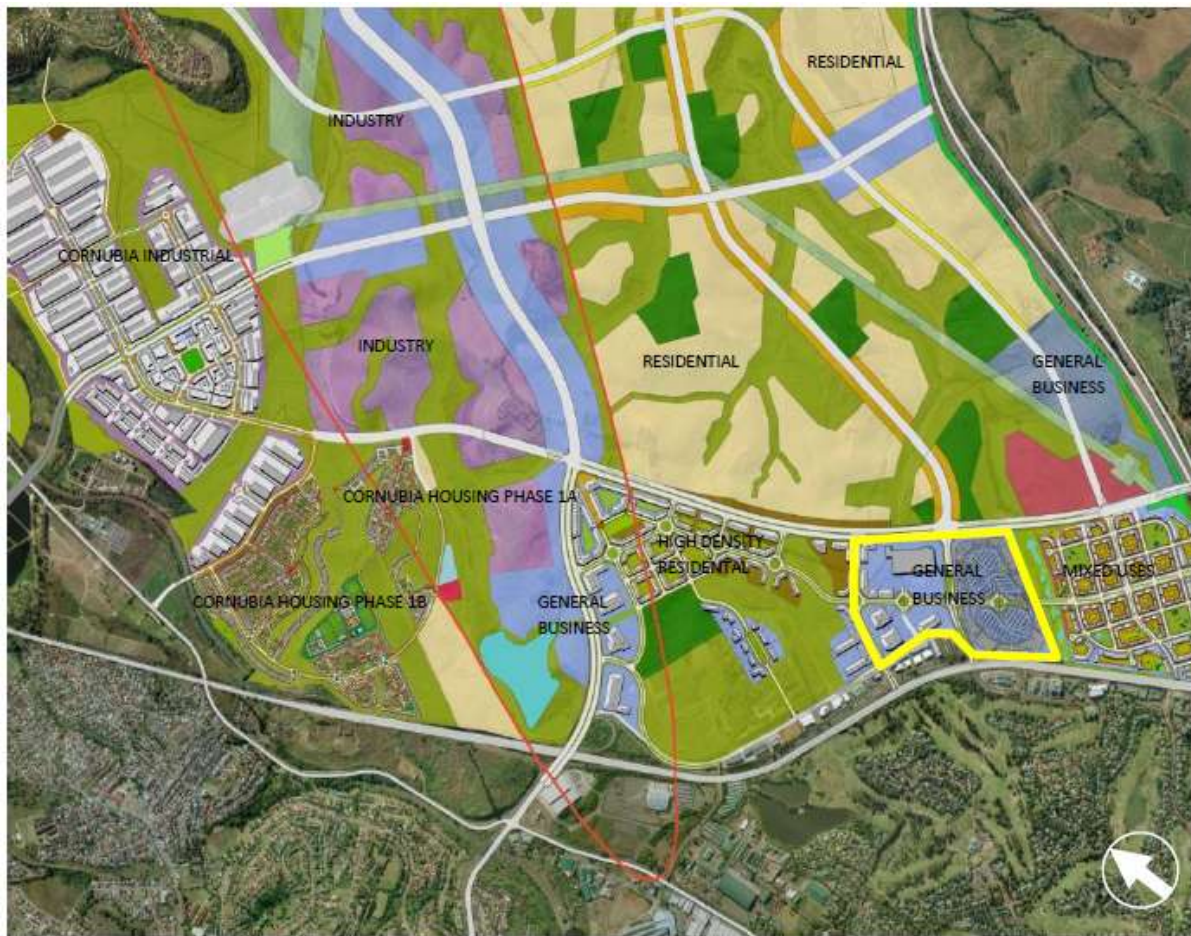 RESIDENTIAL
INDUSTRY
CORNUBIA INDUSTRIAL
INDUSTRY
RESIDENTIAL
GENERAL
BUSINESS
CORNUBIA HOUSING PHASE 1A
HIGH DENSITY
RESIDENTAL
GENERAL
BUSINESS
MIXED USES
CORNUBIA HOUSING PHASE 1B
GENERAL
BUSINESS